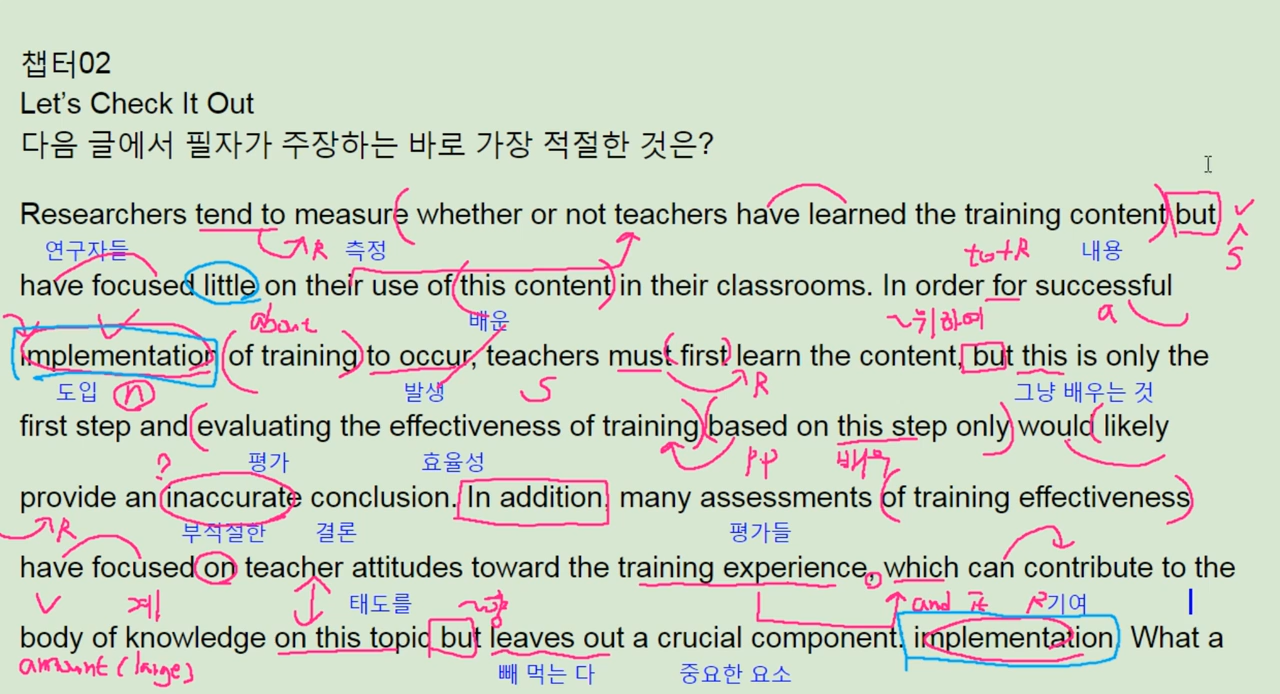 챕터02
Let's Check It Out
다음 글에서 필자가 주장하는 바로 가장 적절한 것은?
Researchers tend to measure whether or not teachers have learned the training content but
연구자들 R 측정 to+R 내용 S
have focused little on their use of this content in their classrooms. In order for successful
about 배운 ~위하여 a
implementation of training to occur, teachers must first learn the content, but this is only the
도입 n 발생 S R 그냥 배우는 것
first step and evaluating the effectiveness of training based on this step only would likely
? 평가 효율성 pp 배우
provide an inaccurate conclusion. In addition, many assessments of training effectiveness
R 부적절한 결론 평가들
have focused on teacher attitudes toward the training experience, which can contribute to the
V 태도를 and it R 기여
body of knowledge on this topic but leaves out a crucial component: implementation. What a
amount (large) 빼 먹는 다 중요한 요소